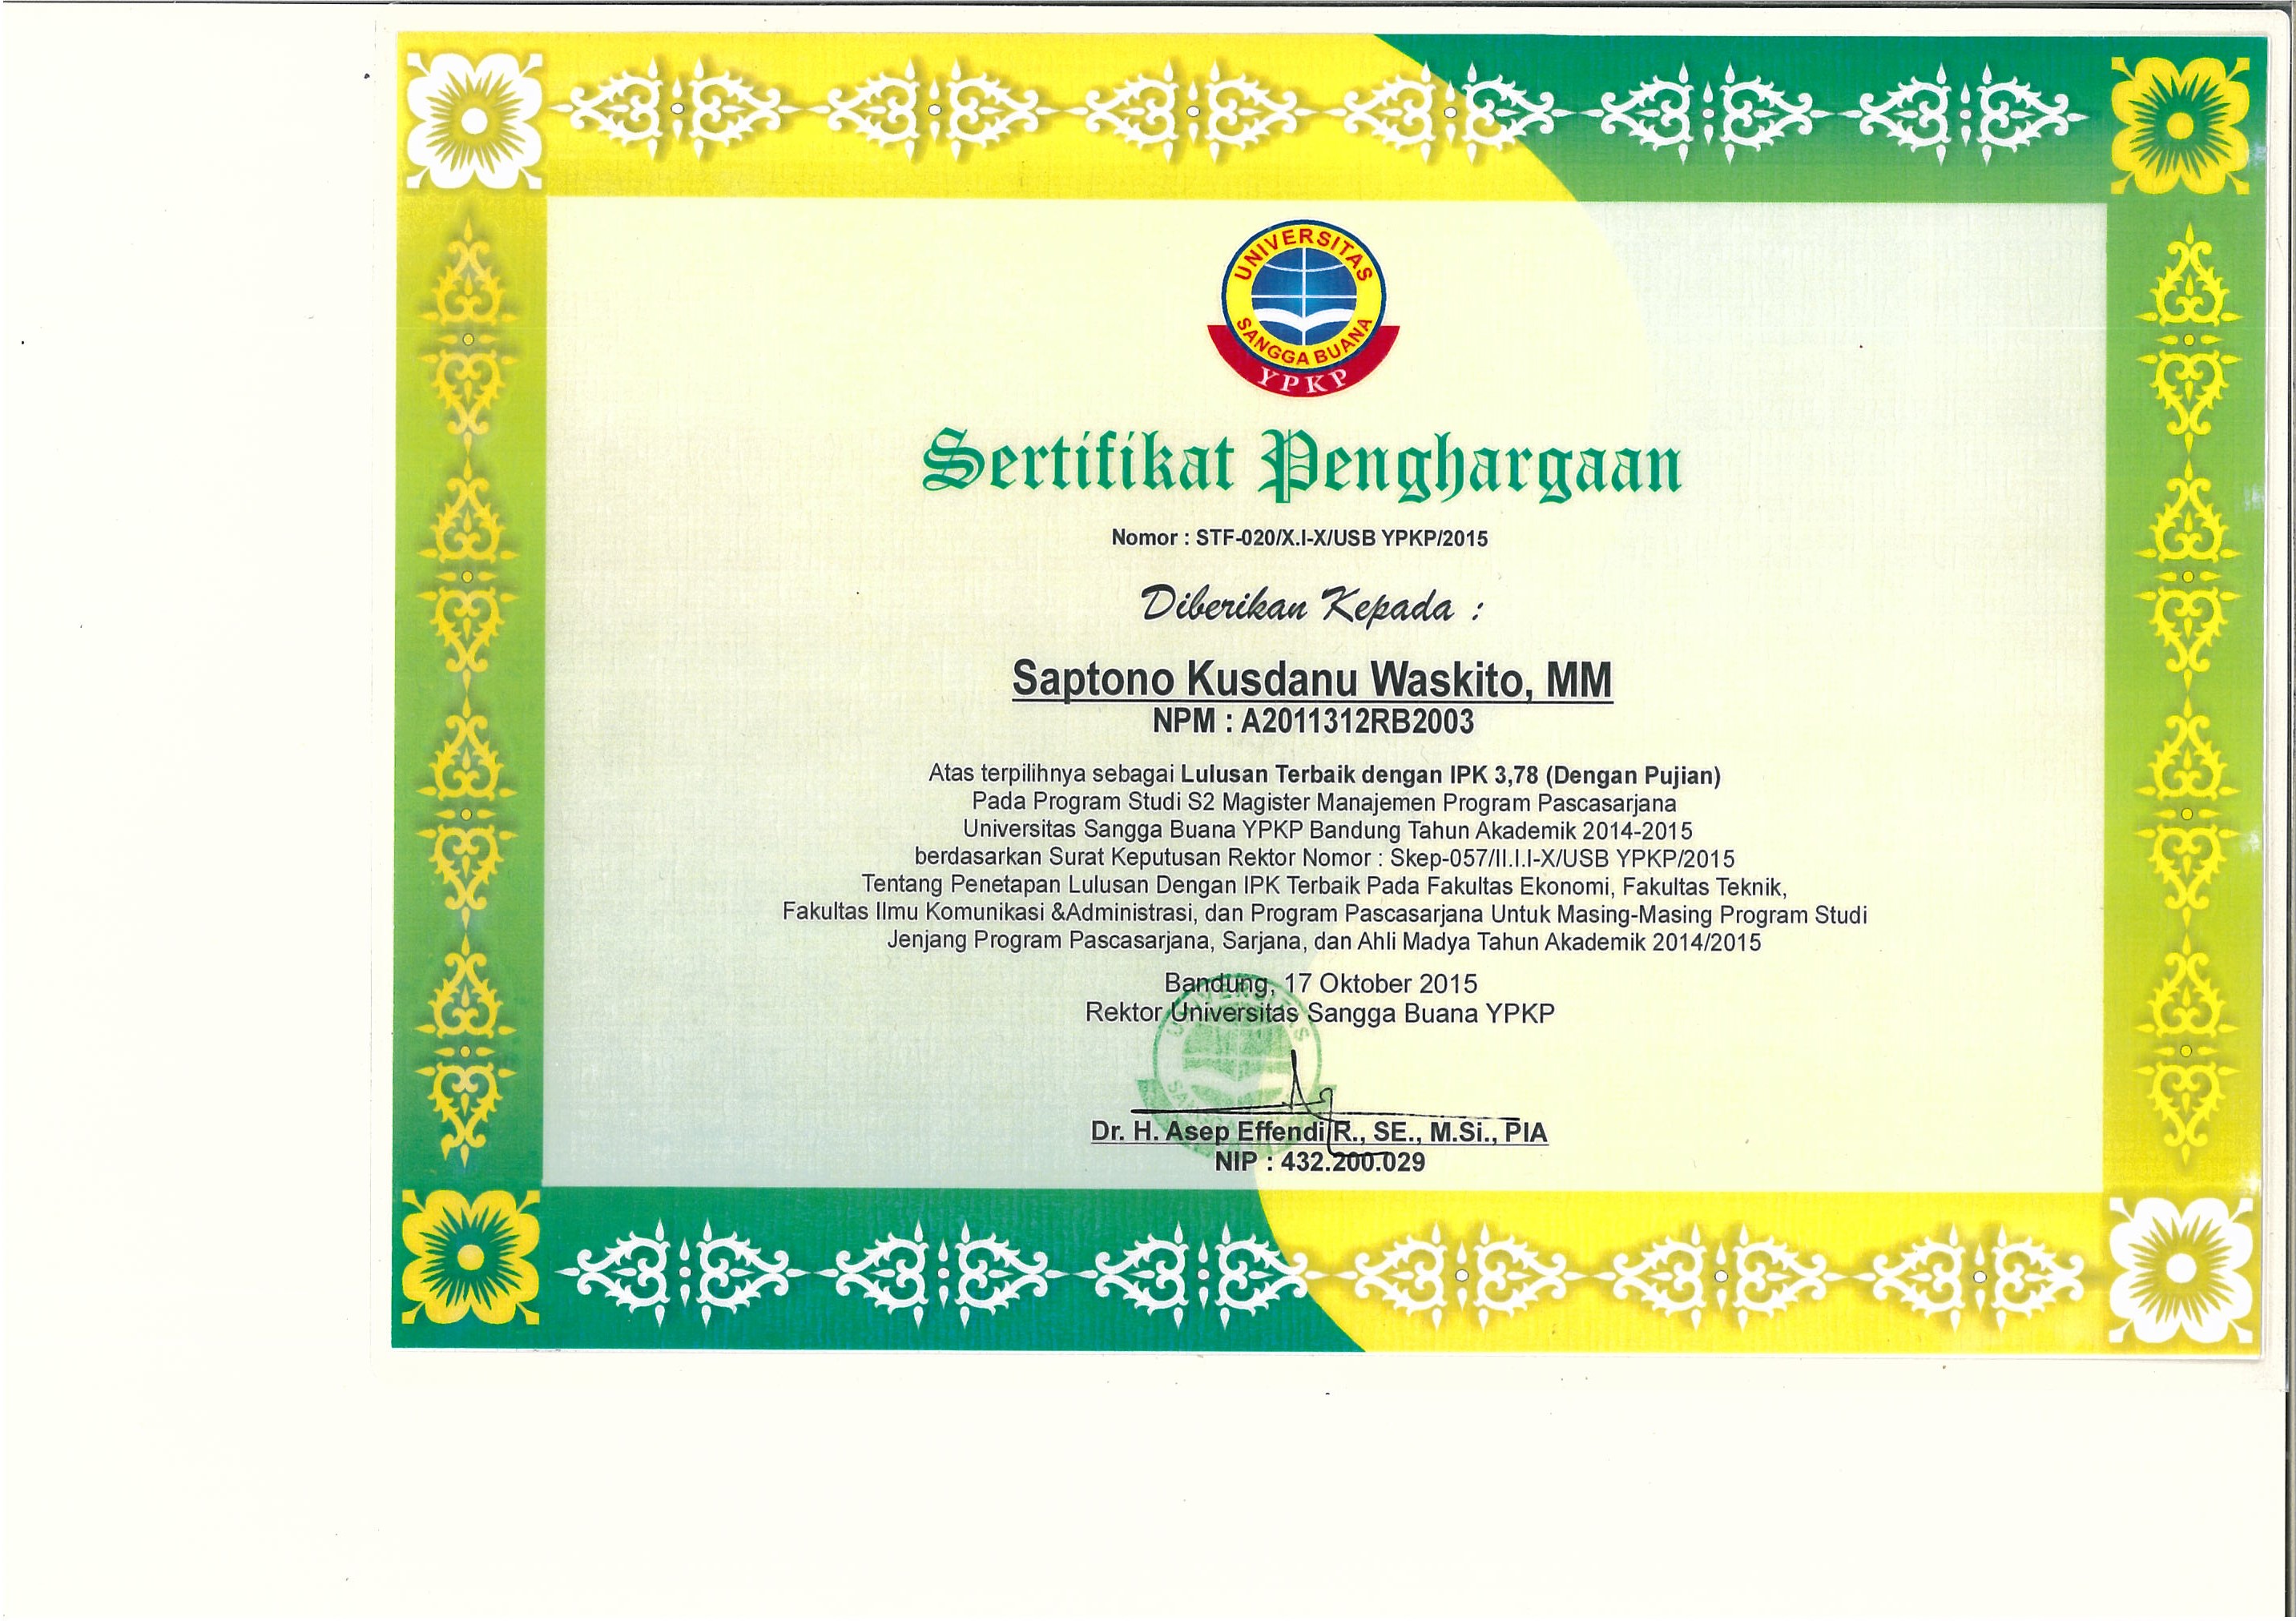 UNIVERSITAS
SANGGA BUANA
YPKP
Sertifikat Penghargaan
Nomor : STF-020/X.I-X/USB YPKP/2015
Diberikan Kepada :
Saptono Kusdanu Waskito, MM
NPM : A2011312RB2003
Atas terpilihnya sebagai Lulusan Terbaik dengan IPK 3,78 (Dengan Pujian)
Pada Program Studi S2 Magister Manajemen Program Pascasarjana
Universitas Sangga Buana YPKP Bandung Tahun Akademik 2014-2015
berdasarkan Surat Keputusan Rektor Nomor : Skep-057/II.I.I-X/USB YPKP/2015
Tentang Penetapan Lulusan Dengan IPK Terbaik Pada Fakultas Ekonomi, Fakultas Teknik,
Fakultas Ilmu Komunikasi &Administrasi, dan Program Pascasarjana Untuk Masing-Masing Program Studi
Jenjang Program Pascasarjana, Sarjana, dan Ahli Madya Tahun Akademik 2014/2015
Bandung, 17 Oktober 2015
Rektor Universitas Sangga Buana YPKP
UNIVERSITAS
Dr. H. Asep Effendi R., SE., M.Si., PIA
NIP : 432.200.029